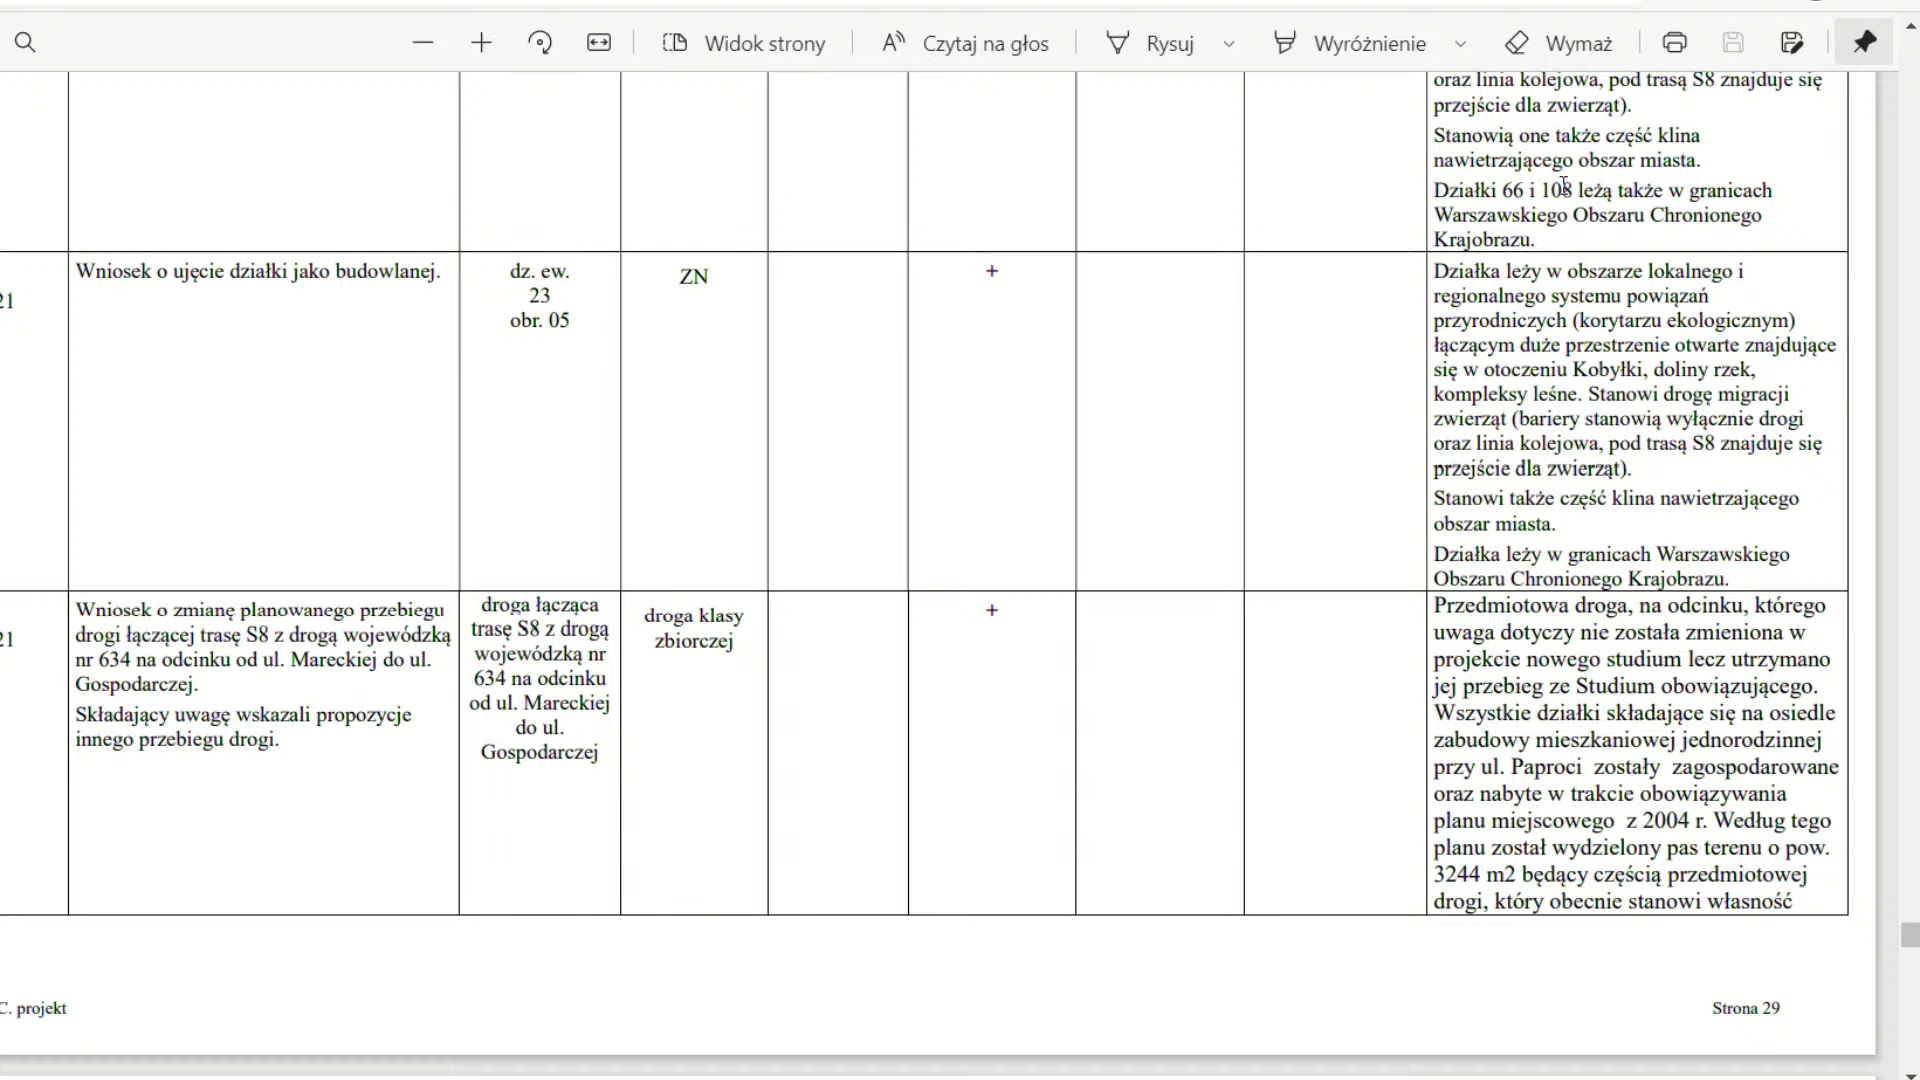 Widok strony
Czytaj na głos
Rysuj
Wyróżnienie
Wymaż
oraz linia kolejowa, pod trasą S8 znajduje się
przejście dla zwierząt).
Stanowią one także część klina
nawietrzającego obszar miasta.
Działki 66 i 108 leżą także w granicach
Warszawskiego Obszaru Chronionego
Krajobrazu.
21
Wniosek o ujęcie działki jako budowlanej.
dz. ew.
23
obr. 05
ZN
+
Działka leży w obszarze lokalnego i
regionalnego systemu powiązań
przyrodniczych (korytarzu ekologicznym)
łączącym duże przestrzenie otwarte znajdujące
się w otoczeniu Kobyłki, doliny rzek,
kompleksy leśne. Stanowi drogę migracji
zwierząt (bariery stanowią wyłącznie drogi
oraz linia kolejowa, pod trasą S8 znajduje się
przejście dla zwierząt).
Stanowi także część klina nawietrzającego
obszar miasta.
Działka leży w granicach Warszawskiego
Obszaru Chronionego Krajobrazu.
21
Wniosek o zmianę planowanego przebiegu
drogi łączącej trasę S8 z drogą wojewódzką
nr 634 na odcinku od ul. Mareckiej do ul.
Gospodarczej.
Składający uwagę wskazali propozycje
innego przebiegu drogi.
droga łącząca
trasę S8 z drogą
wojewódzką nr
634 na odcinku
od ul. Mareckiej
do ul.
Gospodarczej
droga klasy
zbiorczej
+
Przedmiotowa droga, na odcinku, którego
uwaga dotyczy nie została zmieniona w
projekcie nowego studium lecz utrzymano
jej przebieg ze Studium obowiązującego.
Wszystkie działki składające się na osiedle
zabudowy mieszkaniowej jednorodzinnej
przy ul. Paproci zostały zagospodarowane
oraz nabyte w trakcie obowiązywania
planu miejscowego z 2004 r. Według tego
planu został wydzielony pas terenu o pow.
3244 m2 będący częścią przedmiotowej
drogi, który obecnie stanowi własność
C. projekt
Strona 29